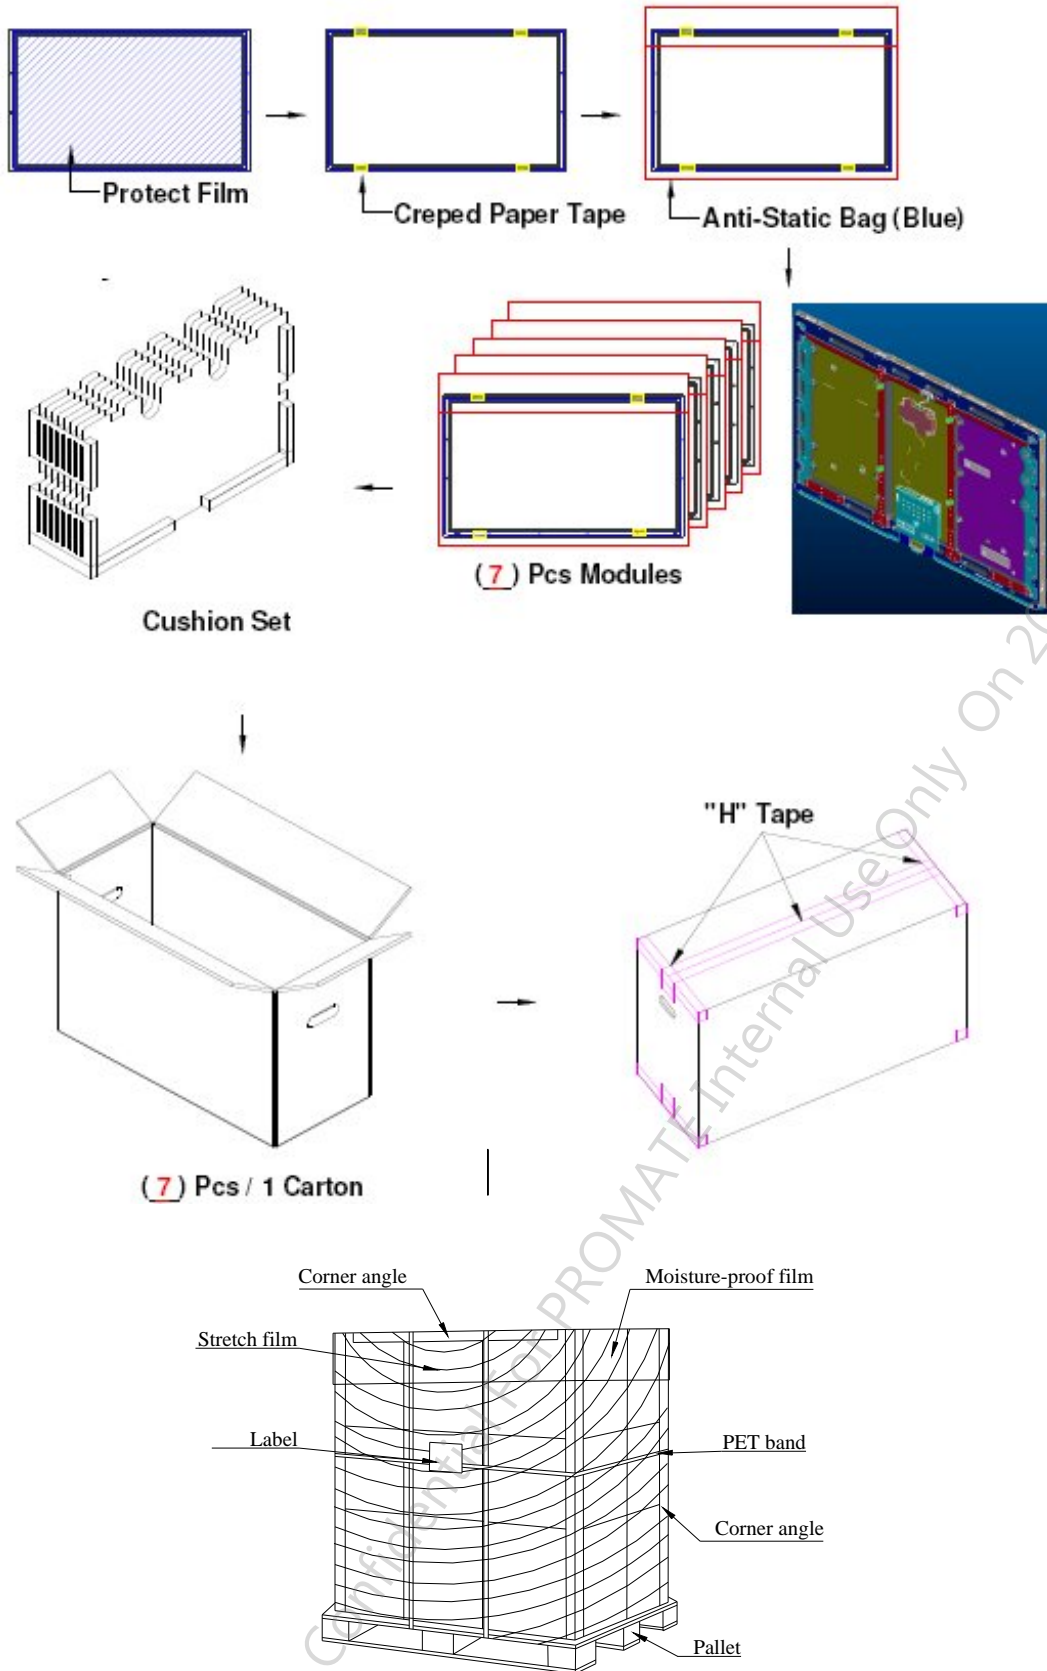 Protect Film
Creped Paper Tape
Anti-Static Bag (Blue)
( 7 ) Pcs Modules
Cushion Set
"H" Tape
( 7 ) Pcs / 1 Carton
Corner angle
Moisture-proof film
Stretch film
Label
PET band
Corner angle
Pallet
Confidential For PROMATE Internal Use Only On 20